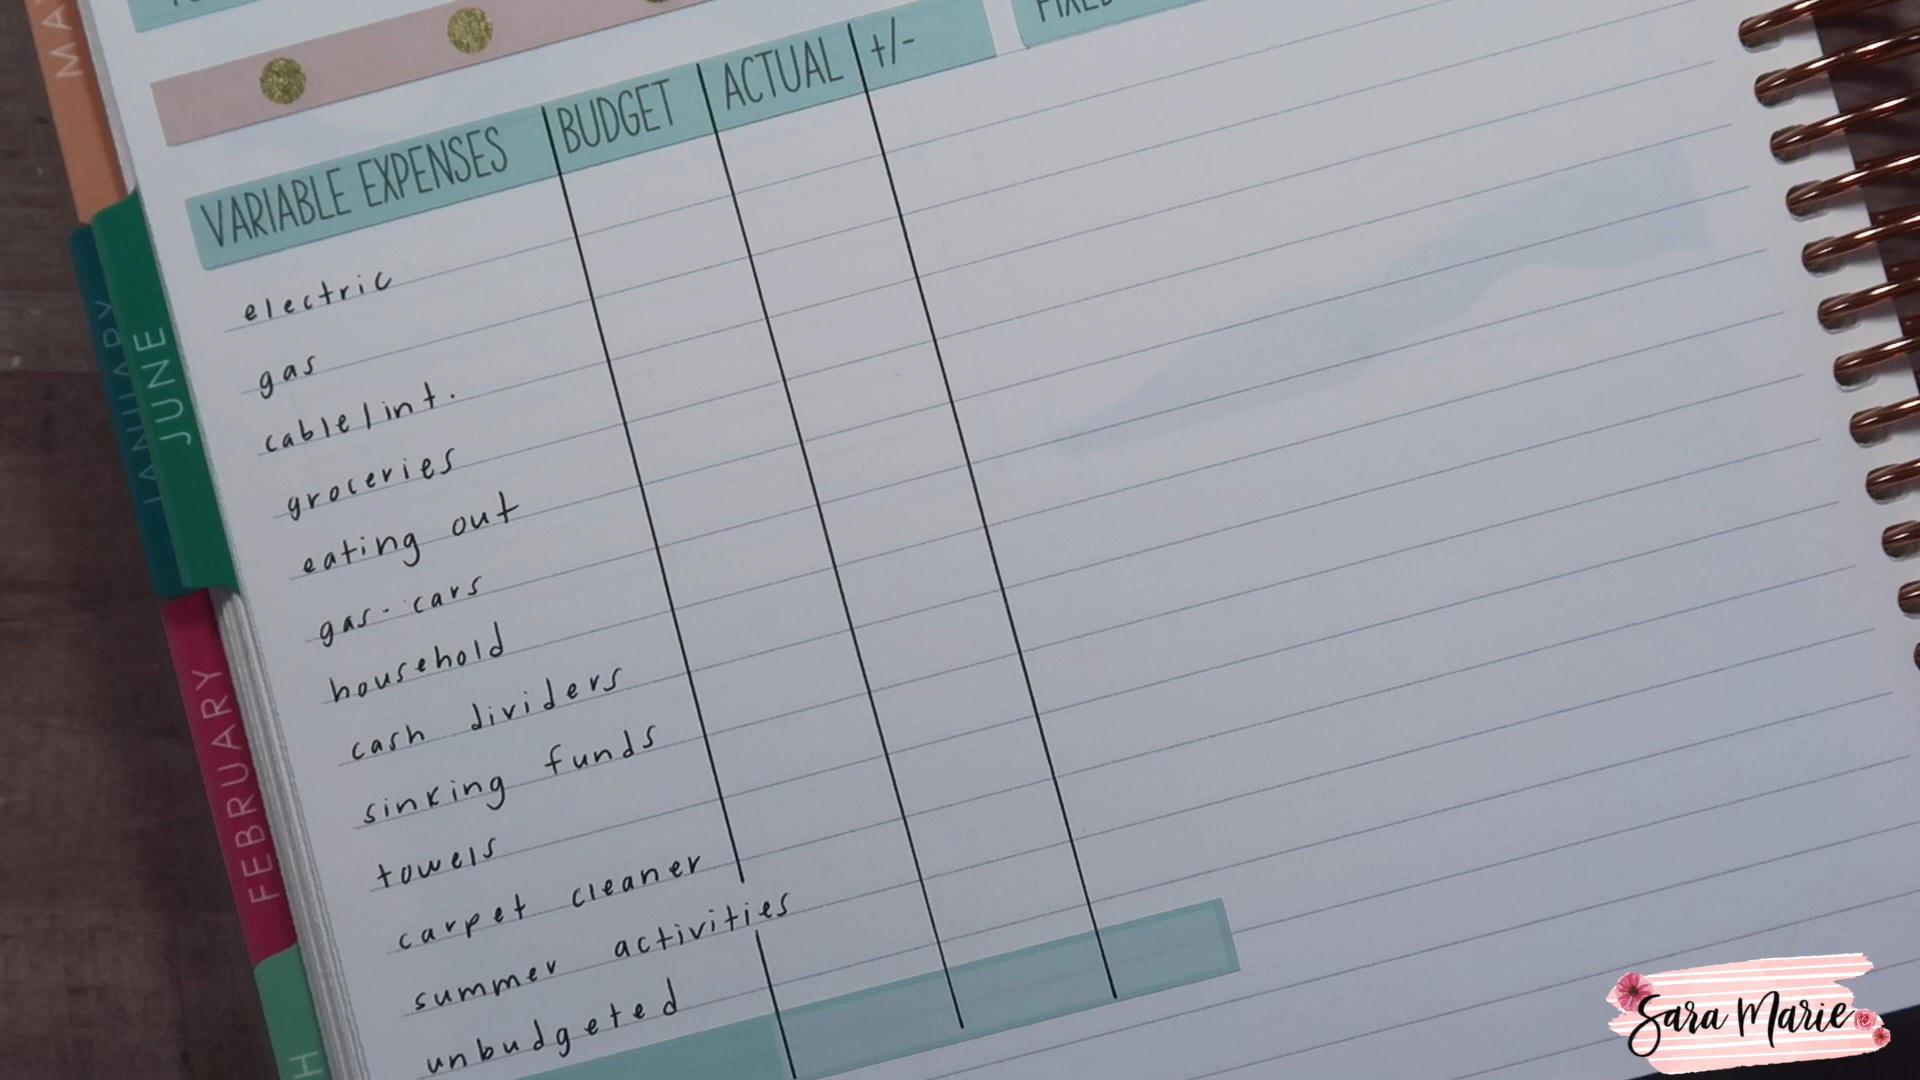 VARIABLE EXPENSES BUDGET ACTUAL +/-
electric
gas
cable/int.
groceries
eating out
gas-cars
household
cash dividers
sinking funds
towels
carpet cleaner
summer activities
unbudgeted
JANUARY
JUNE
FEBRUARY
Sara Marie